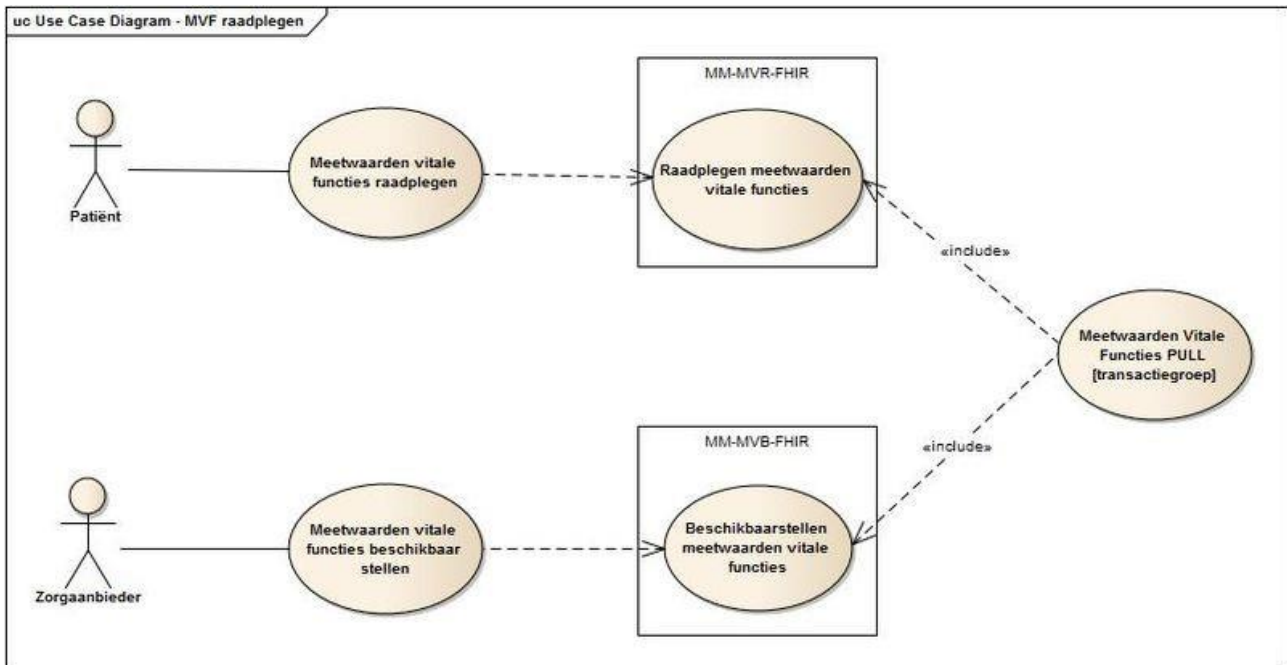 uc Use Case Diagram - MVF raadplegen
MM-MVR-FHIR
Patiënt
Meetwaarden vitale
functies raadplegen
Raadplegen meetwaarden
vitale functies
«include»
Meetwaarden Vitale
Functies PULL
[transactiegroep]
«include»
MM-MVB-FHIR
Zorgaanbieder
Meetwaarden vitale
functies beschikbaar
stellen
Beschikbaarstellen
meetwaarden vitale
functies